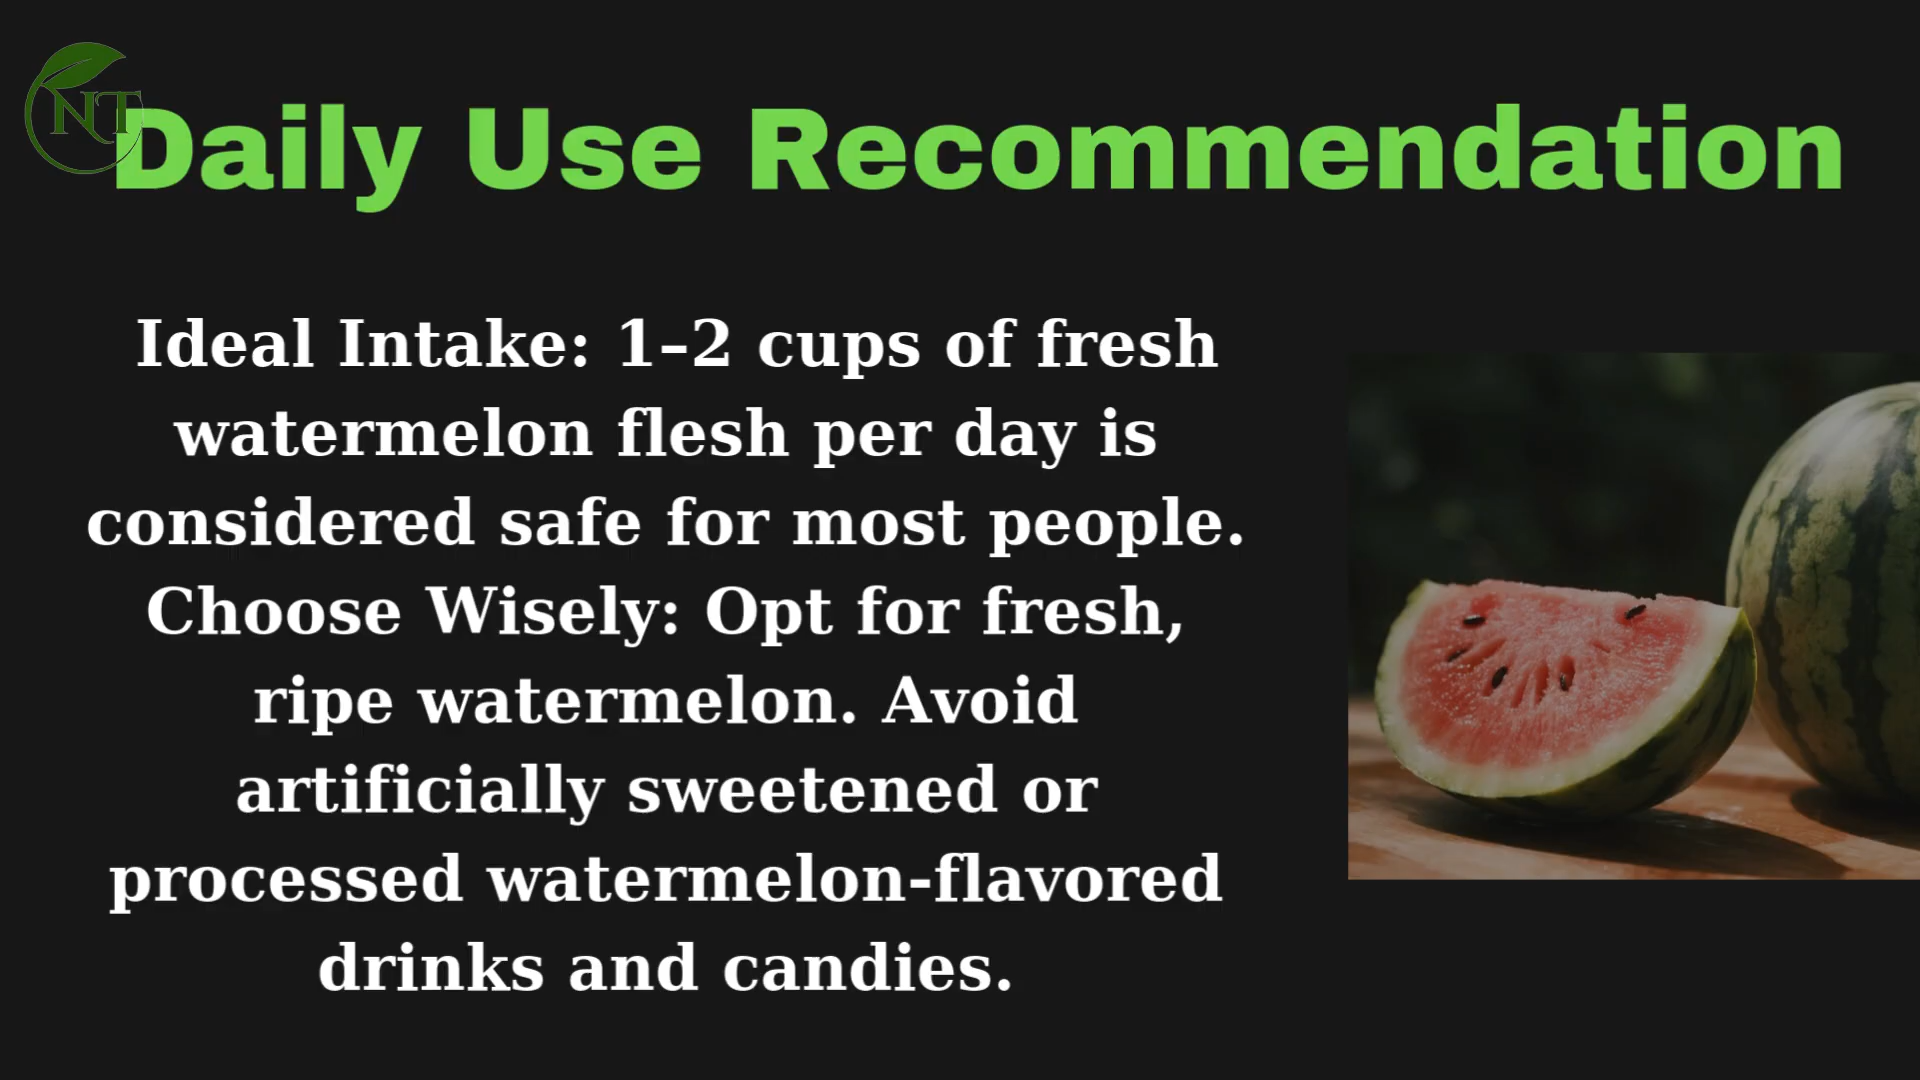 NT
Daily Use Recommendation
Ideal Intake: 1–2 cups of fresh
watermelon flesh per day is
considered safe for most people.
Choose Wisely: Opt for fresh,
ripe watermelon. Avoid
artificially sweetened or
processed watermelon-flavored
drinks and candies.